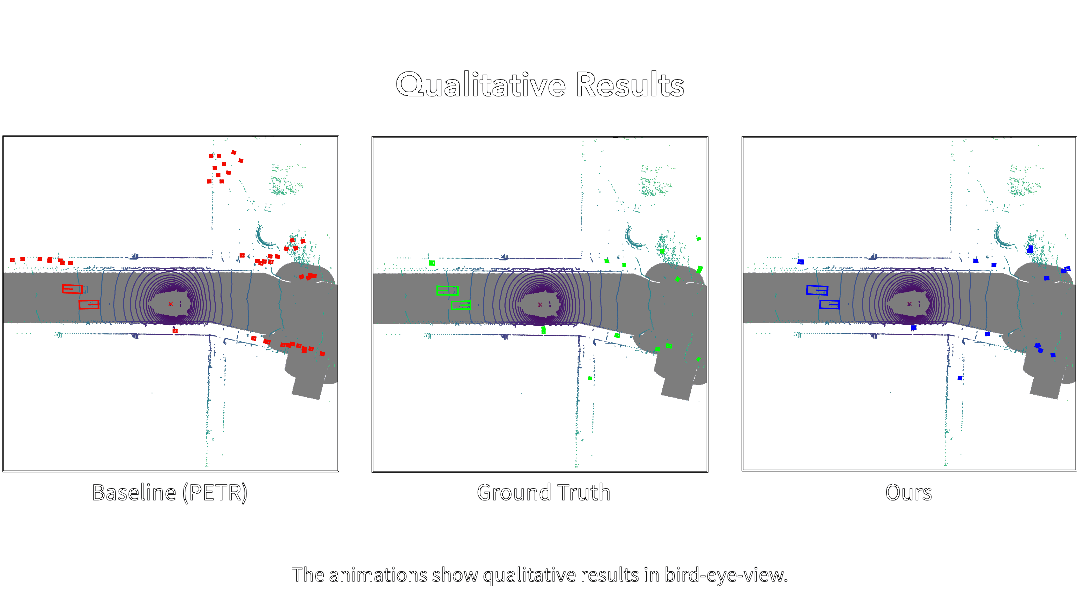 Qualitative Results
Baseline (PETR)
Ground Truth
Ours
The animations show qualitative results in bird-eye-view.